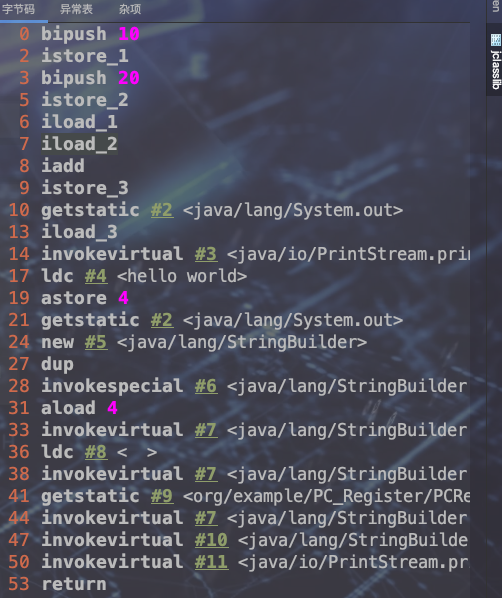 字节码 异常表 杂项
0 bipush 10
2 istore_1
3 bipush 20
5 istore_2
6 iload_1
7 iload_2
8 iadd
9 istore_3
10 getstatic #2 <java/lang/System.out>
13 iload_3
14 invokevirtual #3 <java/io/PrintStream.prin
17 ldc #4 <hello world>
19 astore 4
21 getstatic #2 <java/lang/System.out>
24 new #5 <java/lang/StringBuilder>
27 dup
28 invokespecial #6 <java/lang/StringBuilder
31 aload 4
33 invokevirtual #7 <java/lang/StringBuilder
36 ldc #8 <  >
38 invokevirtual #7 <java/lang/StringBuilder
41 getstatic #9 <org/example/PC_Register/PCRe
44 invokevirtual #7 <java/lang/StringBuilder
47 invokevirtual #10 <java/lang/StringBuilde
50 invokevirtual #11 <java/io/PrintStream.pr
53 return
en
jclasslib